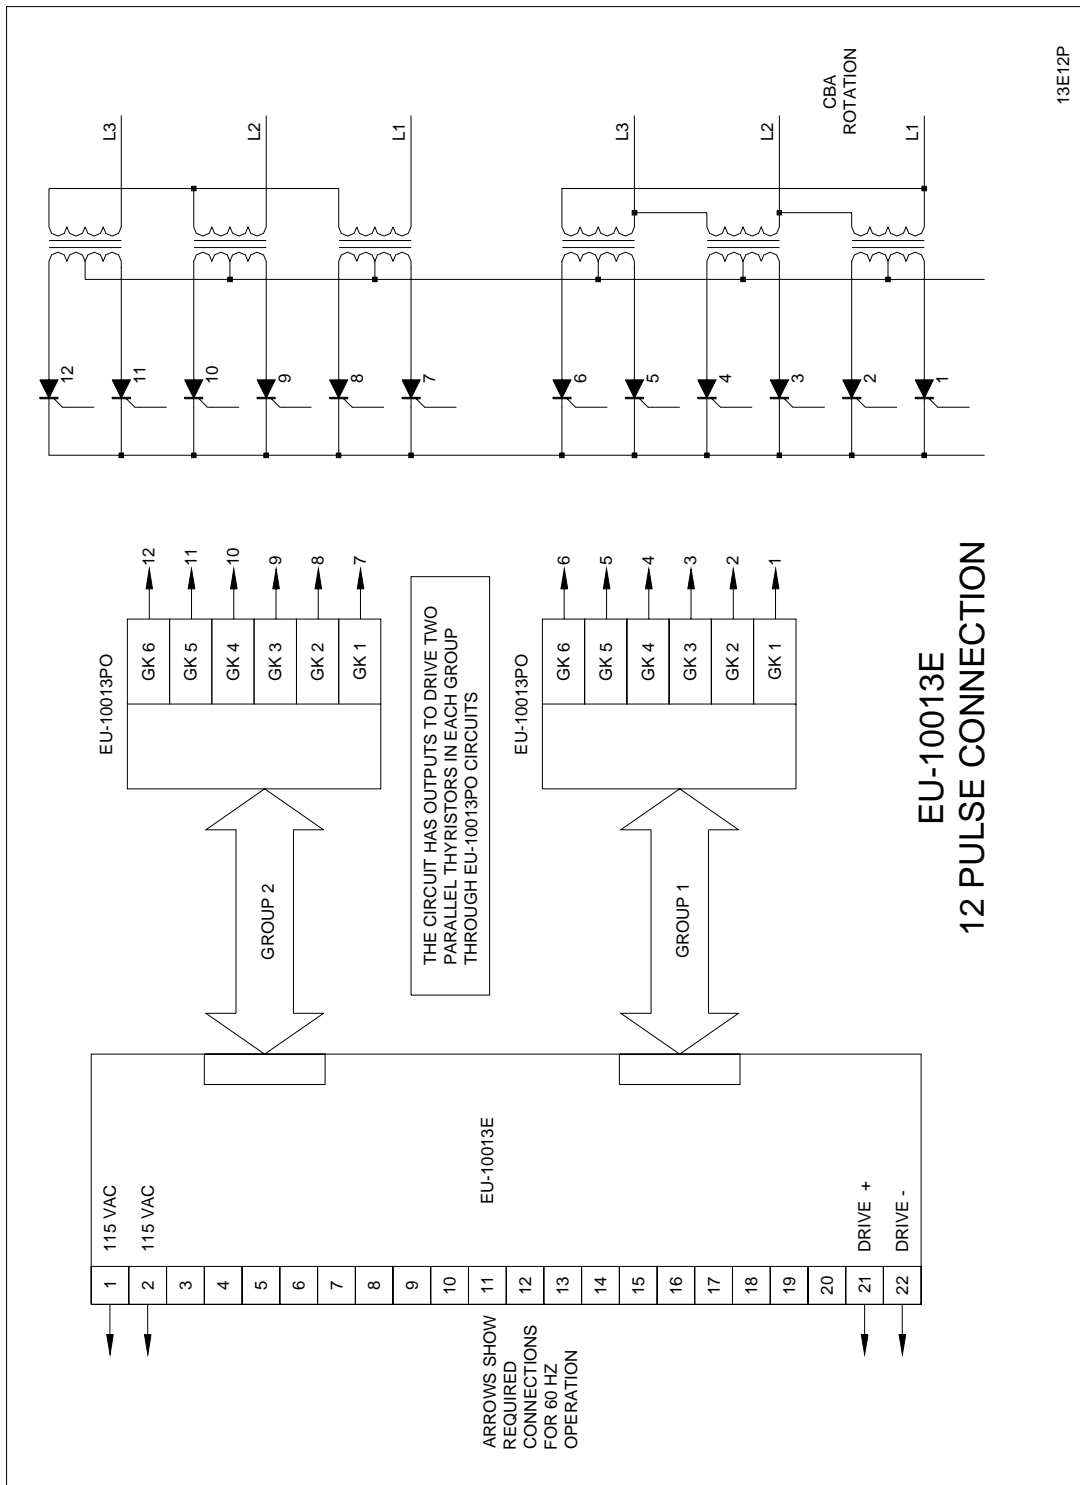 1
2
3
4
5
6
7
8
9
10
11
12
13
14
15
16
17
18
19
20
21
22
115 VAC
115 VAC
DRIVE +
DRIVE -
ARROWS SHOW
REQUIRED
CONNECTIONS
FOR 60 HZ
OPERATION
EU-10013E
GROUP 2
GROUP 1
EU-10013PO
GK 6
GK 5
GK 4
GK 3
GK 2
GK 1
12
11
10
9
8
7
THE CIRCUIT HAS OUTPUTS TO DRIVE TWO
PARALLEL THYRISTORS IN EACH GROUP
THROUGH EU-10013PO CIRCUITS
EU-10013PO
GK 6
GK 5
GK 4
GK 3
GK 2
GK 1
6
5
4
3
2
1
12
11
10
9
8
7
6
5
4
3
2
1
L3
L2
L1
L3
L2
L1
CBA
ROTATION
EU-10013E
12 PULSE CONNECTION
13E12P